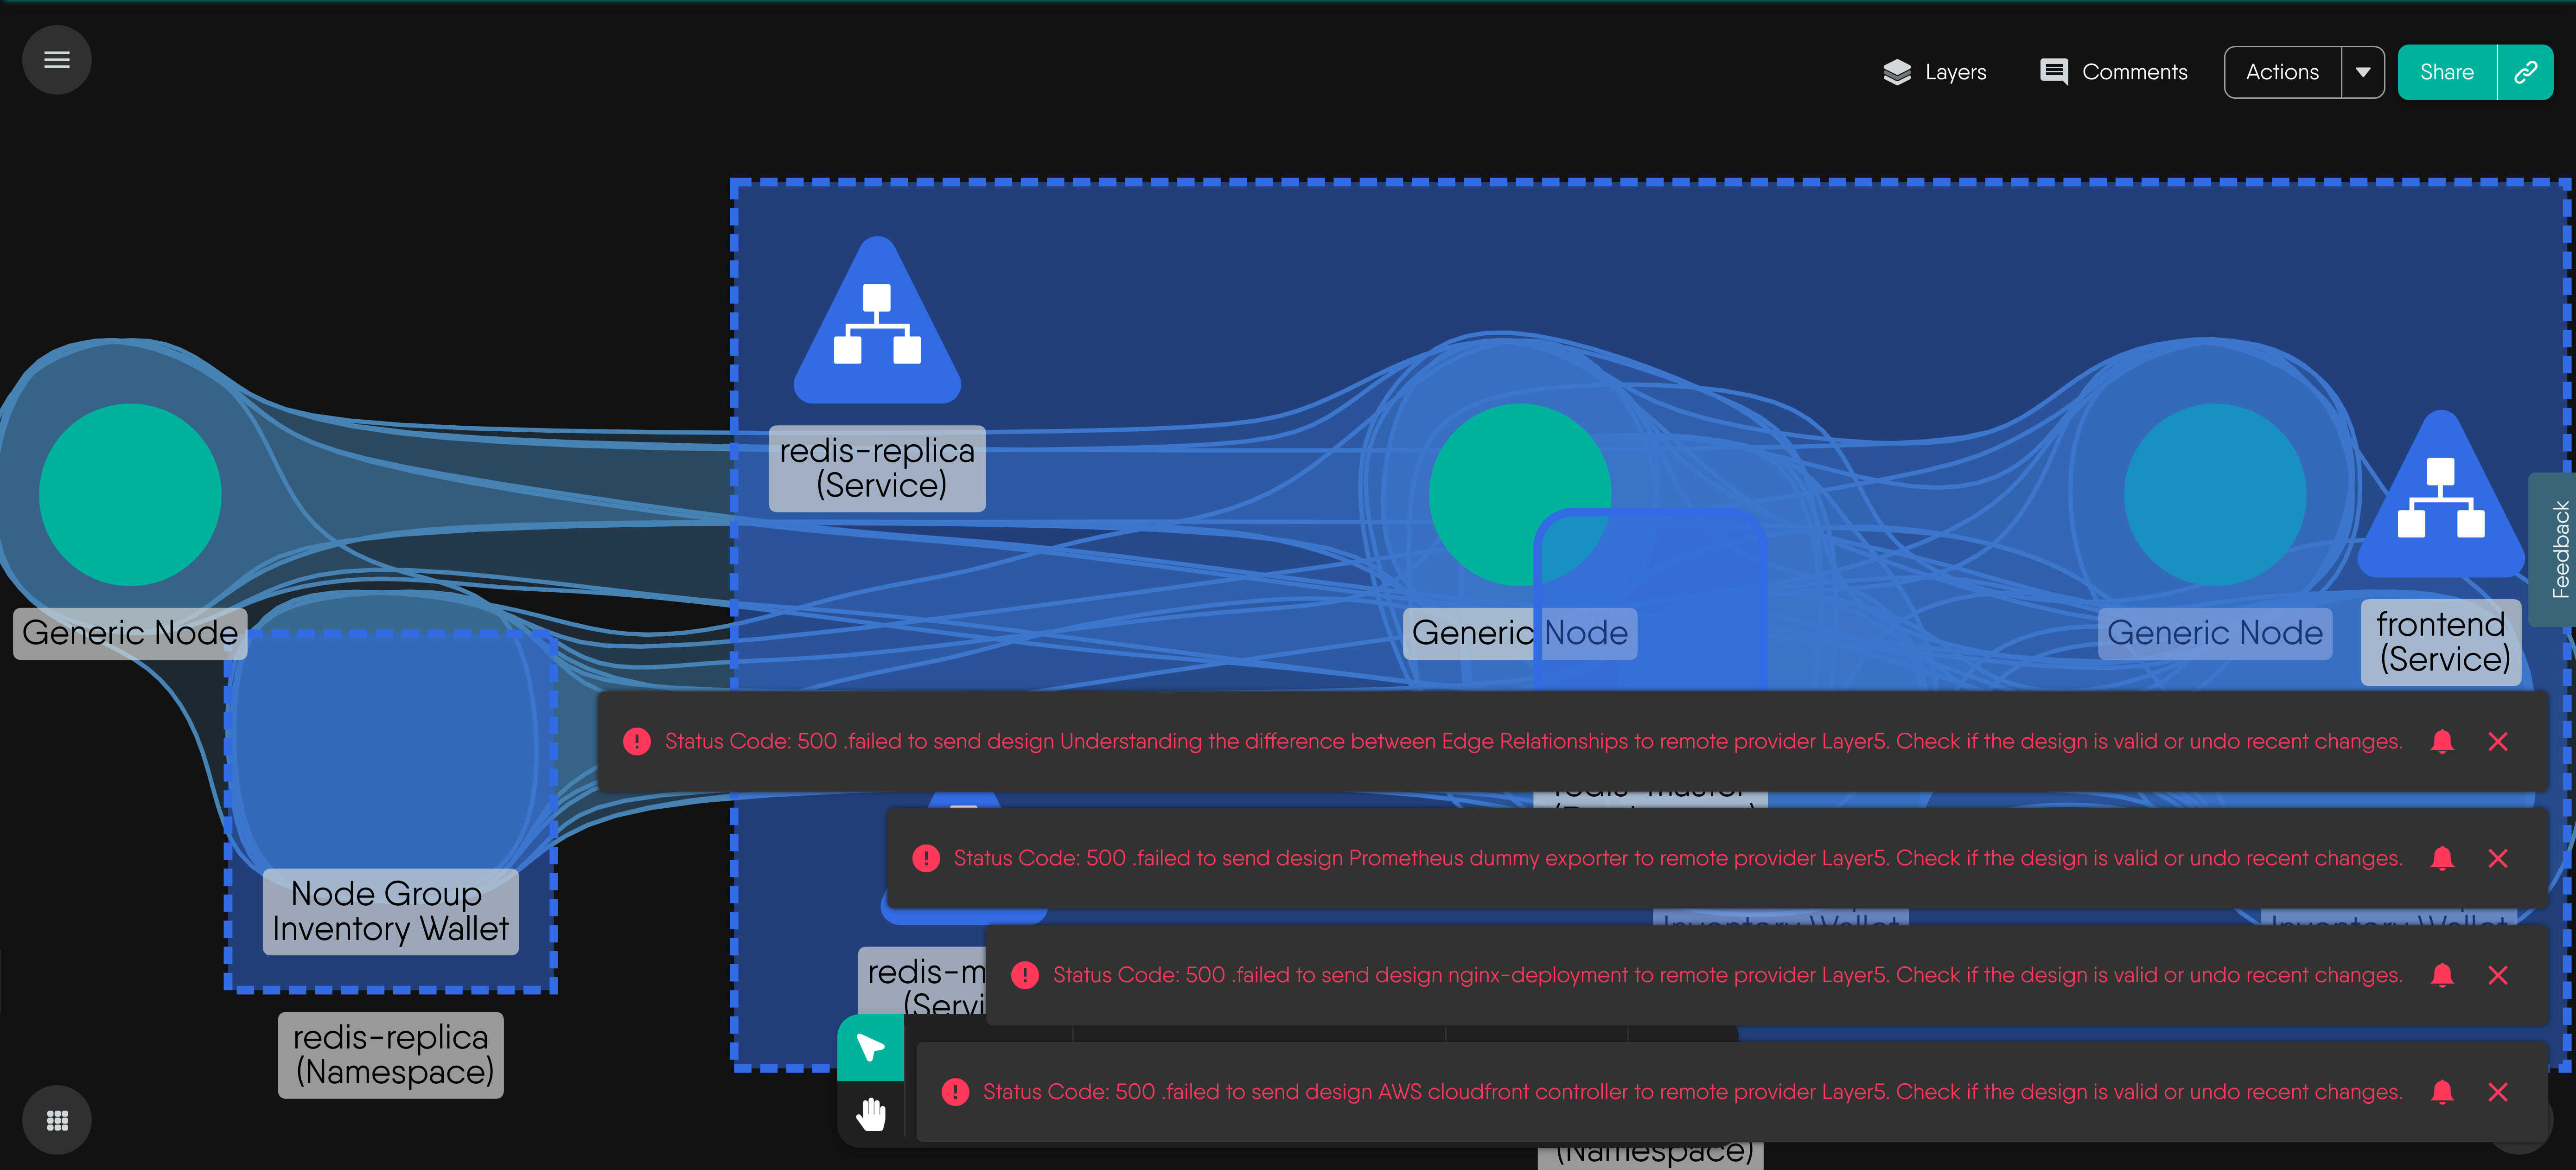 Layers
Comments
Actions
Share
redis-replica
(Service)
Generic Node
Generic Node
Generic Node
frontend
(Service)
Feedback
Status Code: 500 .failed to send design Understanding the difference between Edge Relationships to remote provider Layer5. Check if the design is valid or undo recent changes.
redis-master
Status Code: 500 .failed to send design Prometheus dummy exporter to remote provider Layer5. Check if the design is valid or undo recent changes.
Node Group
Inventory Wallet
Inventory Wallet
Inventory Wallet
redis-m
(Servi
Status Code: 500 .failed to send design nginx-deployment to remote provider Layer5. Check if the design is valid or undo recent changes.
redis-replica
(Namespace)
Status Code: 500 .failed to send design AWS cloudfront controller to remote provider Layer5. Check if the design is valid or undo recent changes.
(Namespace)